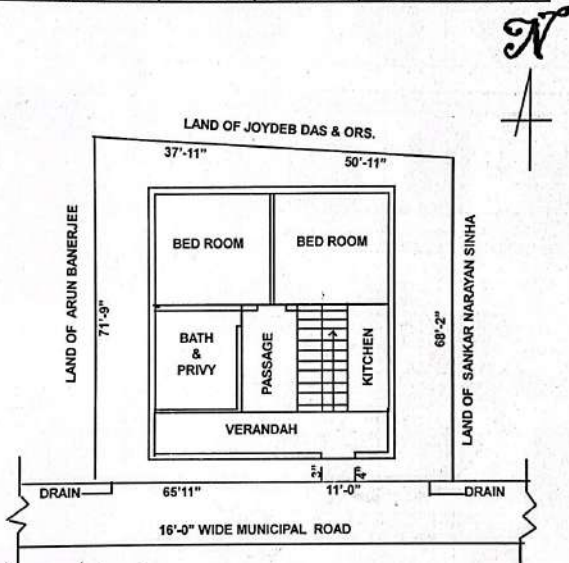 N
LAND OF JOYDEB DAS & ORS.
37'-11"
50'-11"
LAND OF ARUN BANERJEE
71'-9"
BED ROOM
BED ROOM
68'-2"
LAND OF SANKAR NARAYAN SINHA
BATH
&
PRIVY
PASSAGE
KITCHEN
VERANDAH
DRAIN
65'11"
11'-0"
DRAIN
16'-0" WIDE MUNICIPAL ROAD